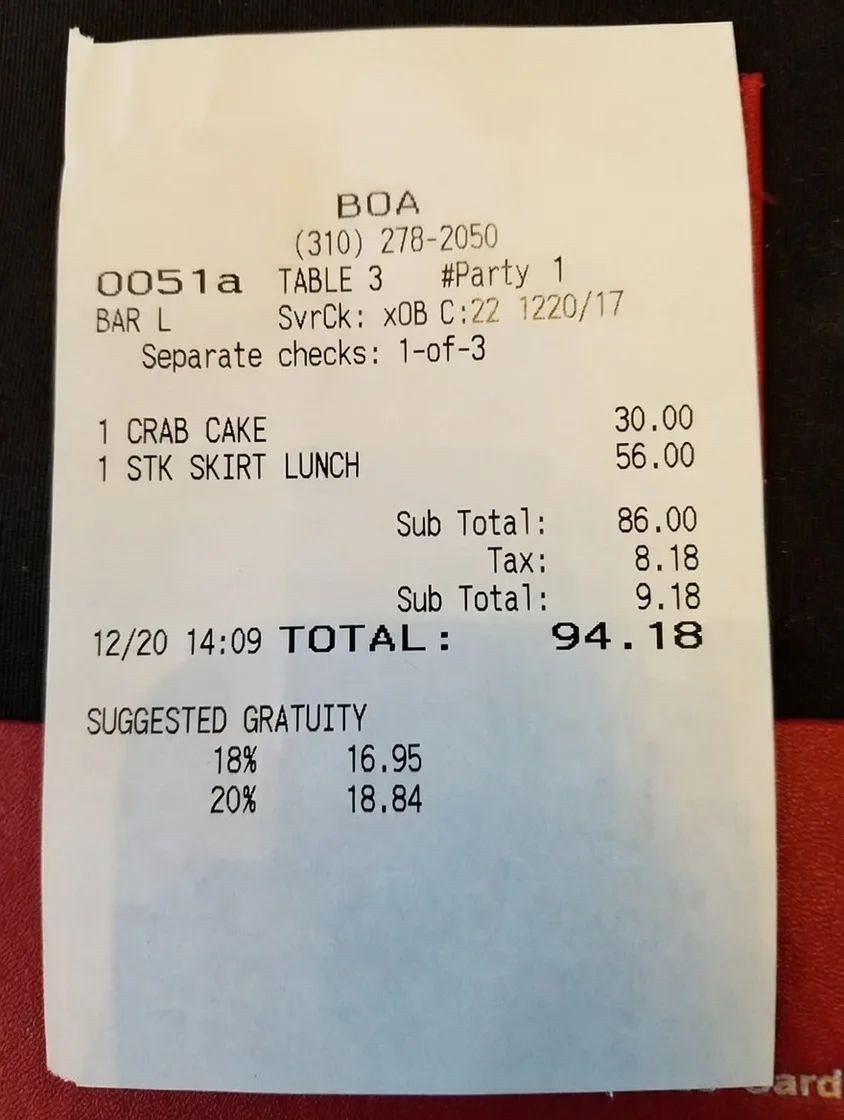 BOA
(310) 278-2050
0051a TABLE 3 #Party 1
BAR L SvrCk: xOB C:22 1220/17
Separate checks: 1-of-3
1 CRAB CAKE 30.00
1 STK SKIRT LUNCH 56.00
Sub Total: 86.00
Tax: 8.18
Sub Total: 9.18
12/20 14:09 TOTAL: 94.18
SUGGESTED GRATUITY
18% 16.95
20% 18.84